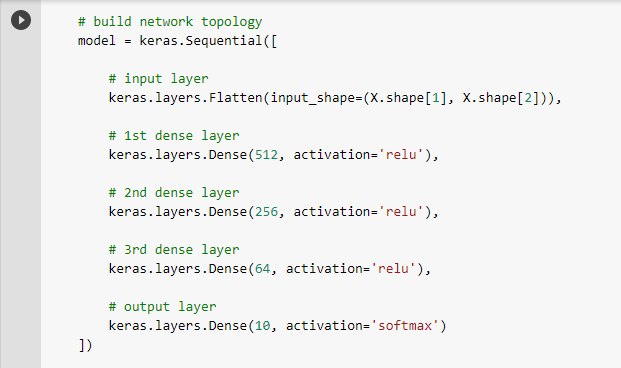 # build network topology
model = keras.Sequential([
# input layer
keras.layers.Flatten(input_shape=(X.shape[1], X.shape[2])),
# 1st dense layer
keras.layers.Dense(512, activation='relu'),
# 2nd dense layer
keras.layers.Dense(256, activation='relu'),
# 3rd dense layer
keras.layers.Dense(64, activation='relu'),
# output layer
keras.layers.Dense(10, activation='softmax')
])